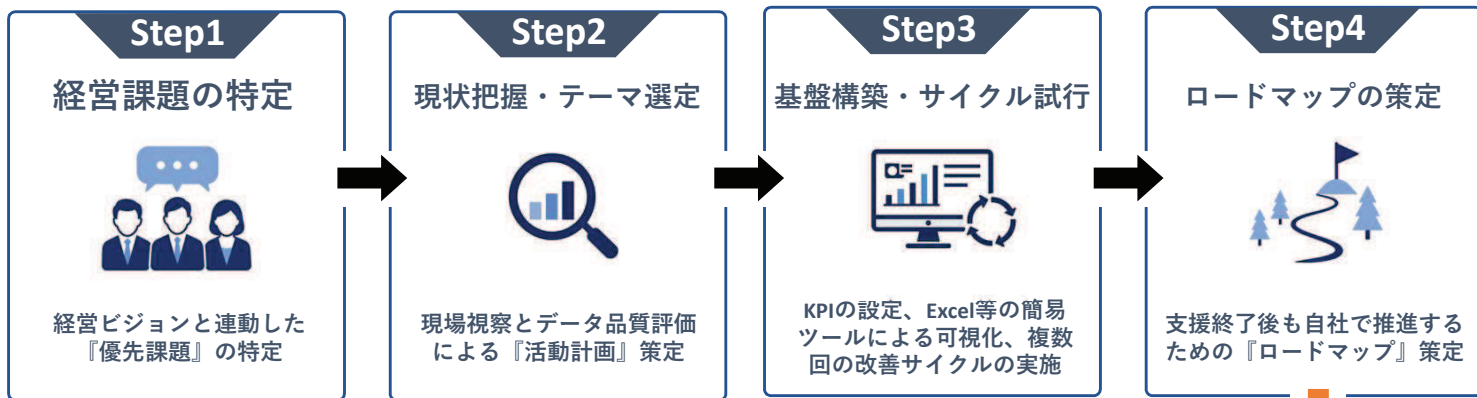 Step1
経営課題の特定
経営ビジョンと連動した
『優先課題』の特定
Step2
現状把握・テーマ選定
現場視察とデータ品質評価
による『活動計画』策定
Step3
基盤構築・サイクル試行
KPIの設定、Excel等の簡易
ツールによる可視化、複数
回の改善サイクルの実施
Step4
ロードマップの策定
支援終了後も自社で推進する
ための『ロードマップ』策定